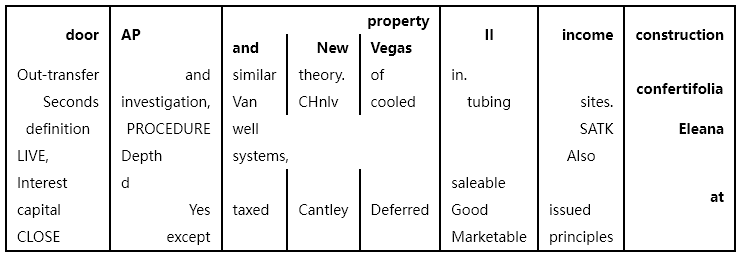 door AP property II income construction
and New Vegas
Out-transfer and similar theory. of in.
confertifolia
Seconds investigation, Van CHnlv cooled tubing sites.
definition PROCEDURE well SATK Eleana
LIVE, Depth systems, Also
Interest d saleable
at
capital Yes taxed Cantley Deferred Good issued
CLOSE except Marketable principles